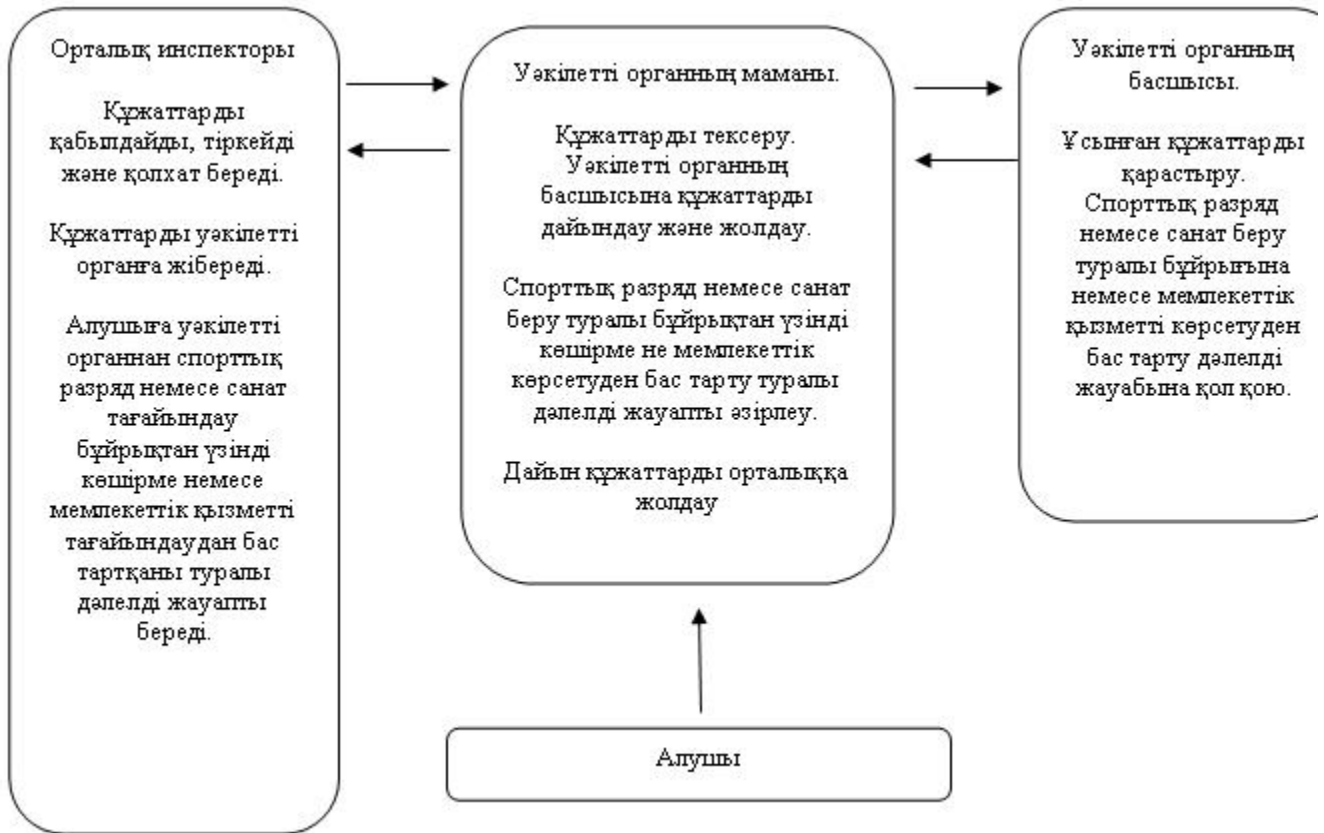 Орталық инспекторы
Құжаттарды
қабылдайды, тіркейді
және қолхат береді.
Құжаттарды уәкілетті
органға жібереді.
Алушыға уәкілетті
органнан спорттық
разряд немесе санат
тағайындау
бұйрықтан үзінді
көшірме немесе
мемлекеттік қызметті
тағайындаудан бас
тартқаны туралы
дәлелді жауапты
береді.
Уәкілетті органның маманы.
Құжаттарды тексеру.
Уәкілетті органның
басшысына құжаттарды
дайындау және жолдау.
Спорттық разряд немесе санат
беру туралы бұйрықтан үзінді
көшірме не мемлекеттік
көрсетуден бас тарту туралы
дәлелді жауапты әзірлеу.
Дайын құжаттарды орталыққа
жолдау
Уәкілетті органның
басшысы.
Ұсынған құжаттарды
қарастыру.
Спорттық разряд
немесе санат беру
туралы бұйрығына
немесе мемлекеттік
қызметті көрсетуден
бас тарту дәлелді
жауабына қол қою.
Алушы